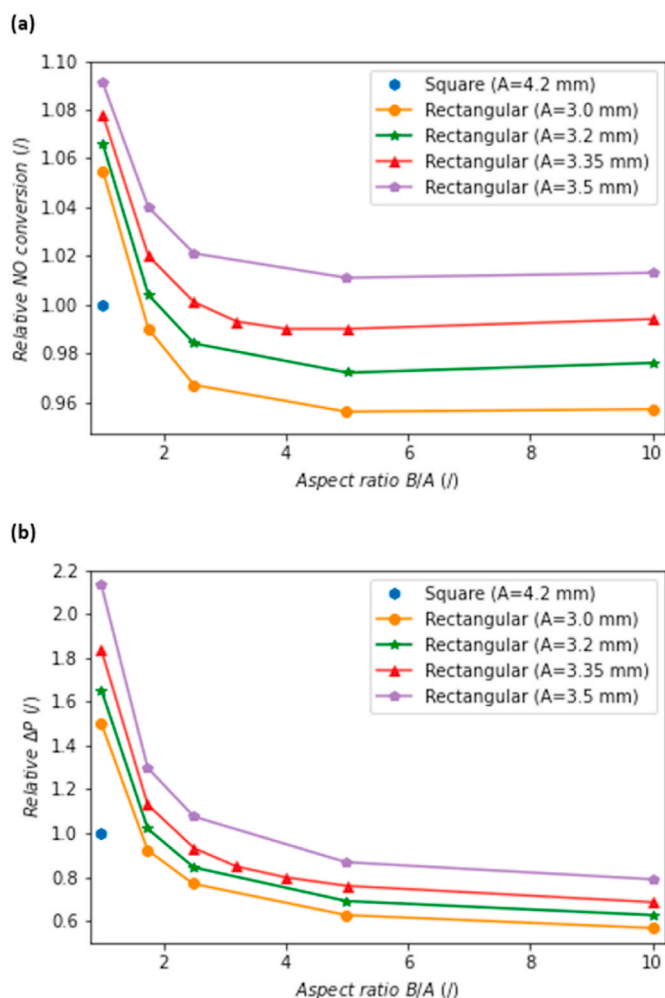 (a)
1.10
1.08
1.06
1.04
1.02
1.00
0.98
0.96
Relative NO conversion (/)
Square (A=4.2 mm)
Rectangular (A=3.0 mm)
Rectangular (A=3.2 mm)
Rectangular (A=3.35 mm)
Rectangular (A=3.5 mm)
2 4 6 8 10
Aspect ratio B/A (/)
(b)
2.2
2.0
1.8
1.6
1.4
1.2
1.0
0.8
0.6
Relative ΔP (/)
Square (A=4.2 mm)
Rectangular (A=3.0 mm)
Rectangular (A=3.2 mm)
Rectangular (A=3.35 mm)
Rectangular (A=3.5 mm)
2 4 6 8 10
Aspect ratio B/A (/)